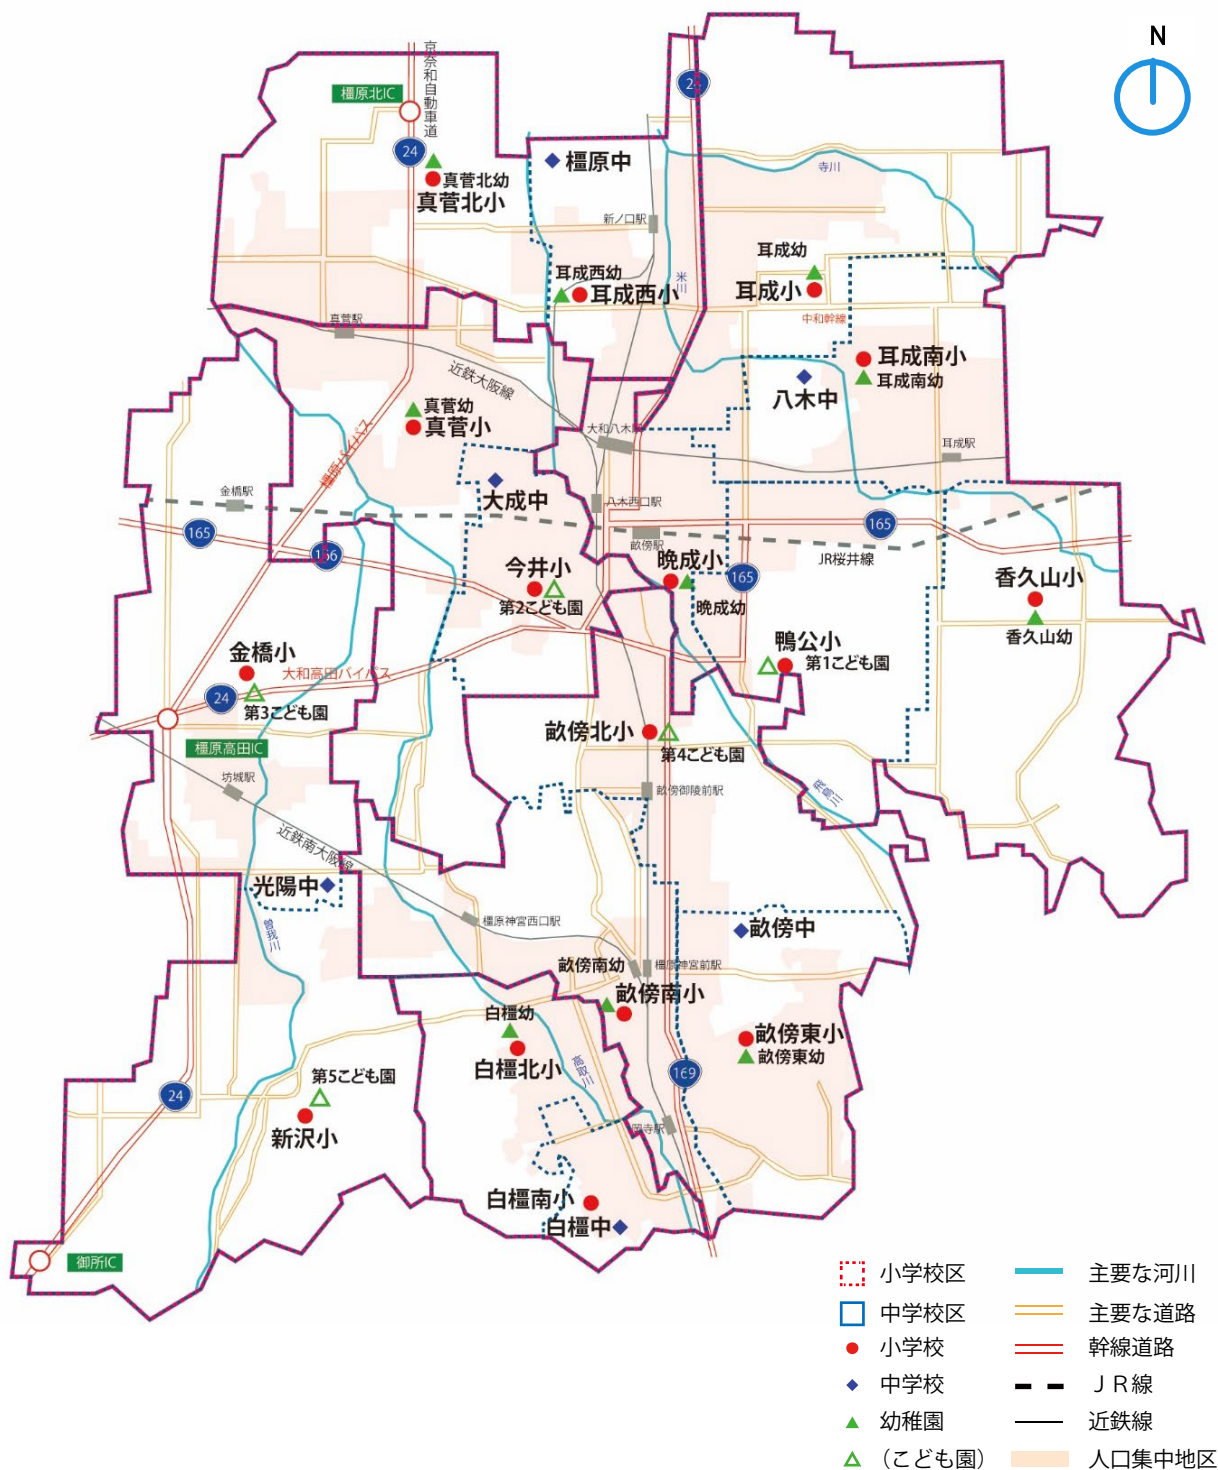 N
京奈和自動車道
24
橿原北IC
24
真菅北幼
真菅北小
橿原中
寺川
新ノ口駅
耳成幼
耳成小
耳成西幼
耳成西小
米川
中和幹線
真菅駅
耳成南小
耳成南幼
八木中
近鉄大阪線
真菅幼
真菅小
橿原バイパス
大和八木駅
耳成駅
金橋駅
大成中
八木西口駅
165
166
165
畝傍駅
JR桜井線
今井小
第2こども園
晩成小
晩成幼
165
香久山小
香久山幼
鴨公小
第1こども園
金橋小
大和高田バイパス
24
第3こども園
畝傍北小
第4こども園
橿原高田IC
坊城駅
畝傍御陵前駅
飛鳥川
近鉄南大阪線
光陽中
曽我川
橿原神宮西口駅
畝傍中
畝傍南幼
橿原神宮前駅
畝傍南小
白橿幼
白橿北小
畝傍東小
畝傍東幼
高取川
169
第5こども園
24
新沢小
岡寺駅
白橿南小
白橿中
御所IC
小学校区
主要な河川
中学校区
主要な道路
小学校
幹線道路
中学校
JR線
幼稚園
近鉄線
(こども園)
人口集中地区